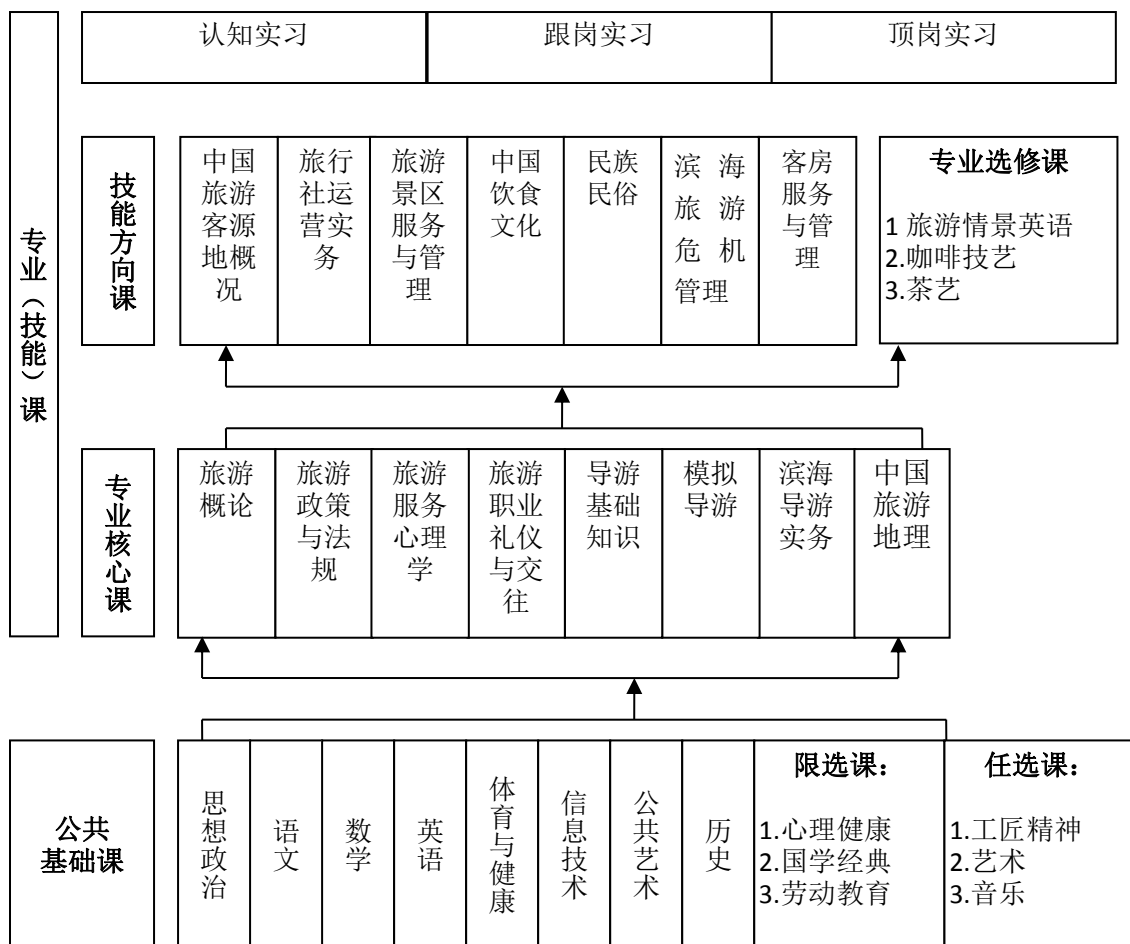 认知实习
跟岗实习
顶岗实习
专业（技能）课
技能方向课
中国
旅游
客源
地概
况
旅行
社运
营实
务
旅游
景区
服务
与管
理
中国
饮食
文化
民族
民俗
滨 海
旅 游
危 机
管理
客房
服务
与管
理
专业选修课
1 旅游情景英语
2.咖啡技艺
3.茶艺
专业核心课
旅游
概论
旅游
政策
与法
规
旅游
服务
心理
学
旅游
职业
礼仪
与交
往
导游
基础
知识
模拟
导游
滨海
导游
实务
中国
旅游
地理
公共
基础课
思想政治
语文
数学
英语
体育与健康
信息技术
公共艺术
历史
限选课：
1.心理健康
2.国学经典
3.劳动教育
任选课：
1.工匠精神
2.艺术
3.音乐